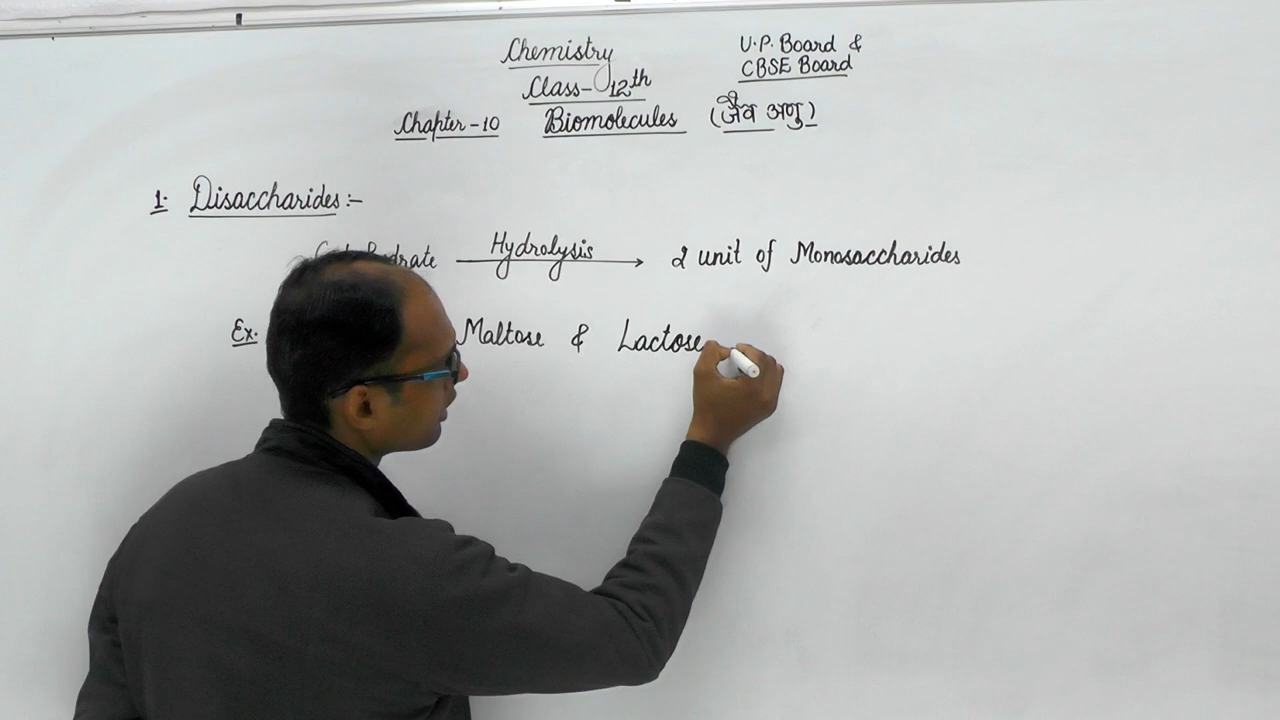 Chemistry
U.P. Board &
CBSE Board
Class-12th
Chapter-10 Biomolecules (जैव अणु)
1. Disaccharides :-
Hydrolysis
2 unit of Monosaccharides
Ex. Maltose & Lactose